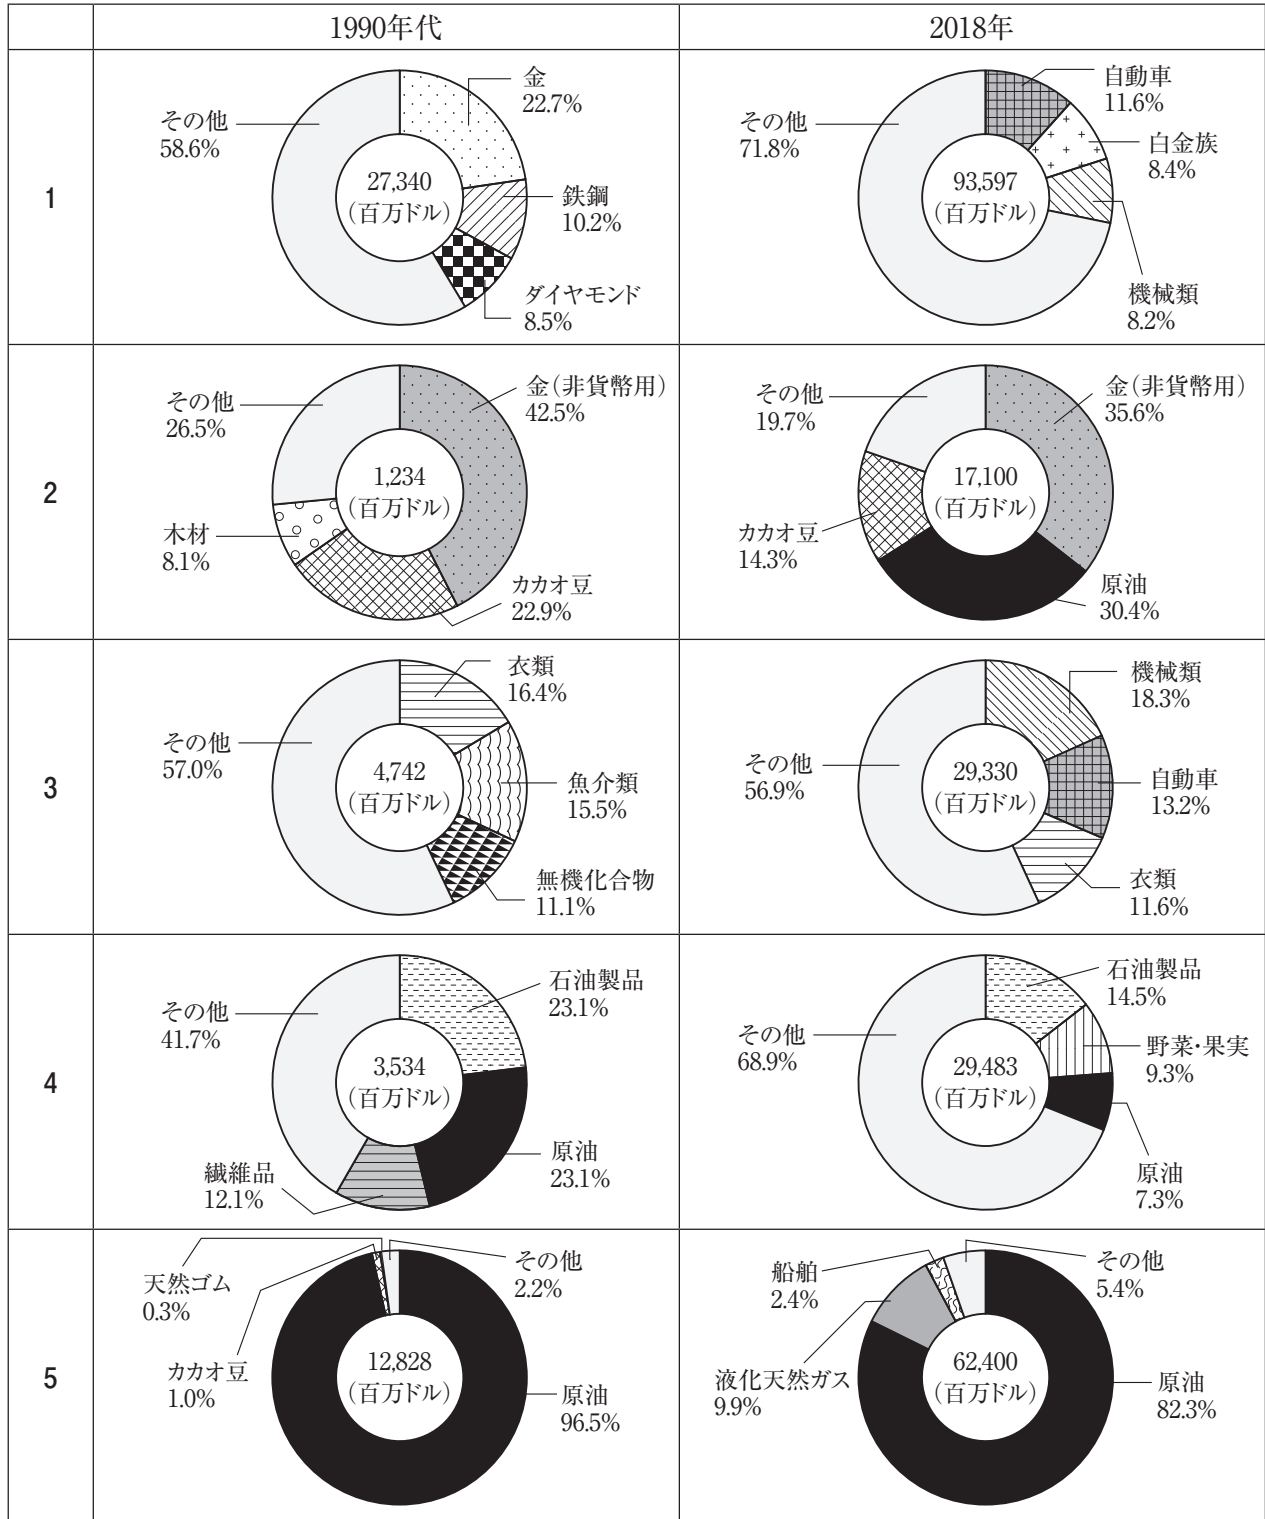 1990年代
2018年
1
その他
58.6%
金
22.7%
鉄鋼
10.2%
ダイヤモンド
8.5%
27,340
(百万ドル)
その他
71.8%
自動車
11.6%
白金族
8.4%
機械類
8.2%
93,597
(百万ドル)
2
その他
26.5%
金(非貨幣用)
42.5%
木材
8.1%
カカオ豆
22.9%
1,234
(百万ドル)
その他
19.7%
金(非貨幣用)
35.6%
カカオ豆
14.3%
原油
30.4%
17,100
(百万ドル)
3
その他
57.0%
衣類
16.4%
魚介類
15.5%
無機化合物
11.1%
4,742
(百万ドル)
その他
56.9%
機械類
18.3%
自動車
13.2%
衣類
11.6%
29,330
(百万ドル)
4
その他
41.7%
石油製品
23.1%
原油
23.1%
繊維品
12.1%
3,534
(百万ドル)
その他
68.9%
石油製品
14.5%
野菜・果実
9.3%
原油
7.3%
29,483
(百万ドル)
5
天然ゴム
0.3%
カカオ豆
1.0%
その他
2.2%
原油
96.5%
12,828
(百万ドル)
船舶
2.4%
液化天然ガス
9.9%
その他
5.4%
原油
82.3%
62,400
(百万ドル)